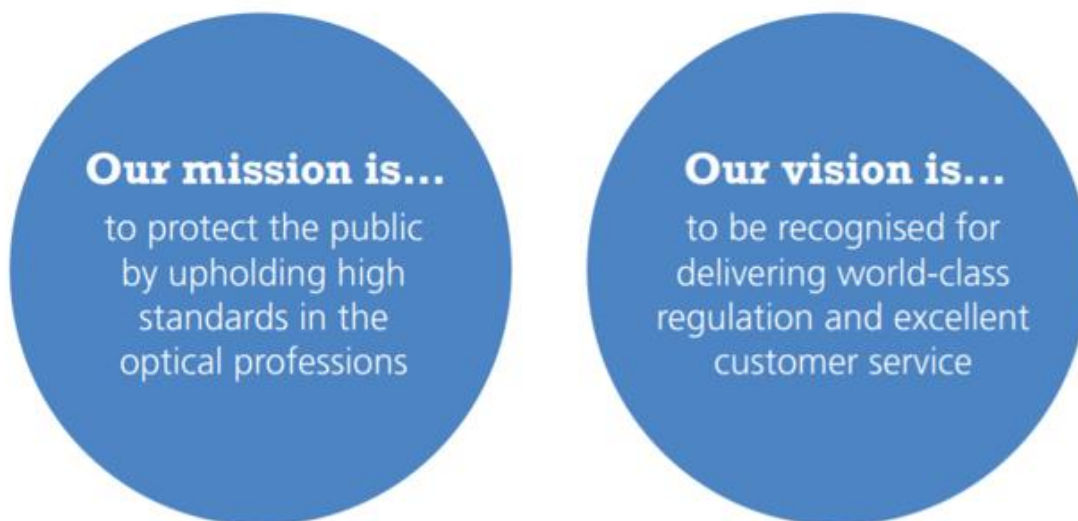 Our mission is...
to protect the public
by upholding high
standards in the
optical professions
Our vision is...
to be recognised for
delivering world-class
regulation and excellent
customer service